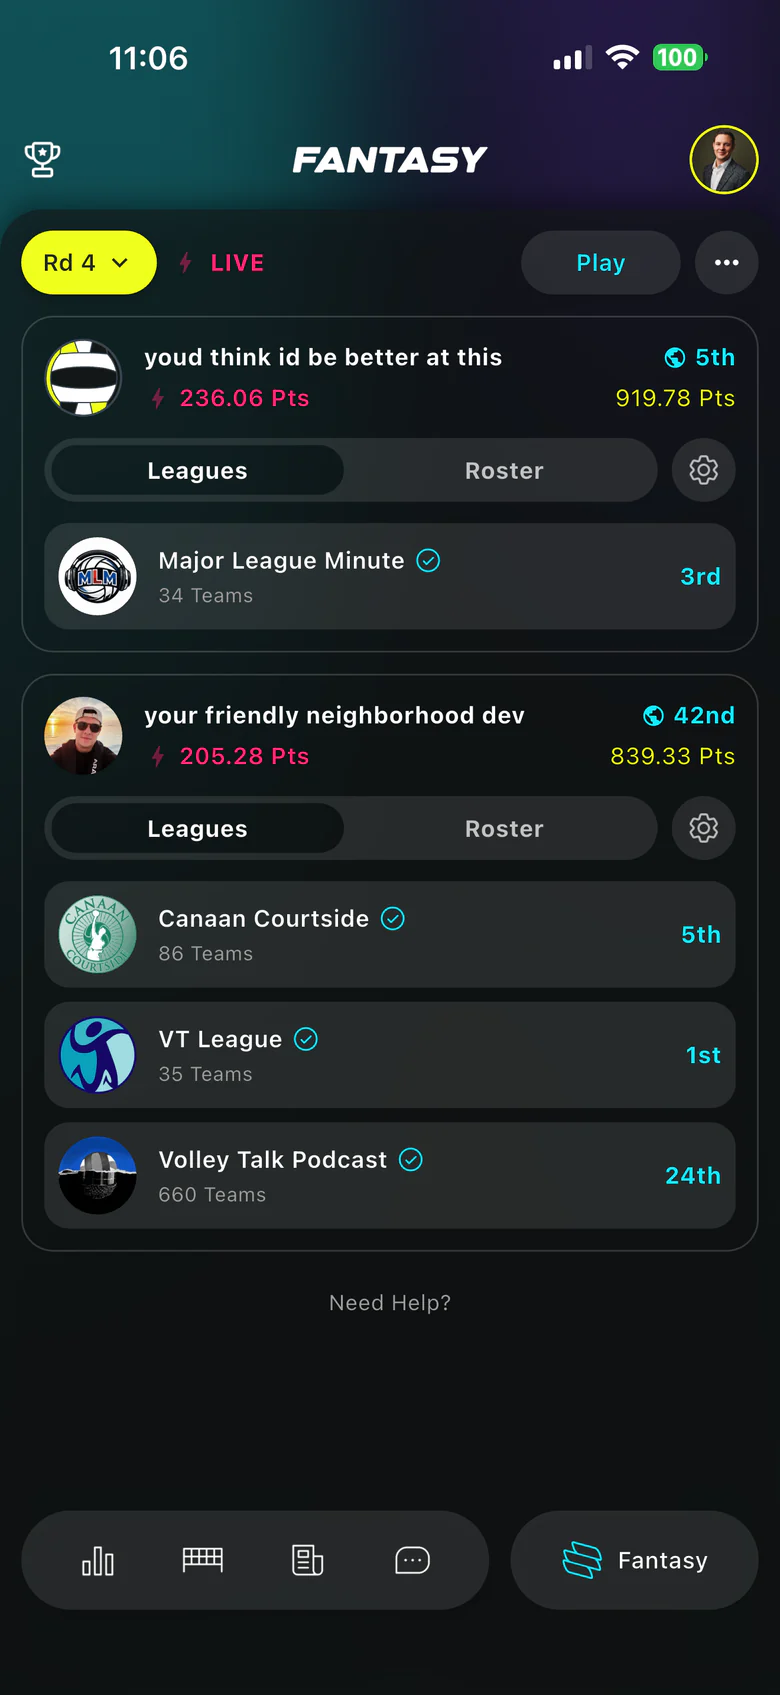 11:06
100
FANTASY
Rd 4
LIVE
Play
youd think id be better at this
5th
236.06 Pts
919.78 Pts
Leagues
Roster
MLM
Major League Minute
34 Teams
3rd
your friendly neighborhood dev
42nd
205.28 Pts
839.33 Pts
Leagues
Roster
CANAAN
COURTSIDE
Canaan Courtside
86 Teams
5th
VT League
35 Teams
1st
Volley Talk Podcast
660 Teams
24th
Need Help?
Fantasy